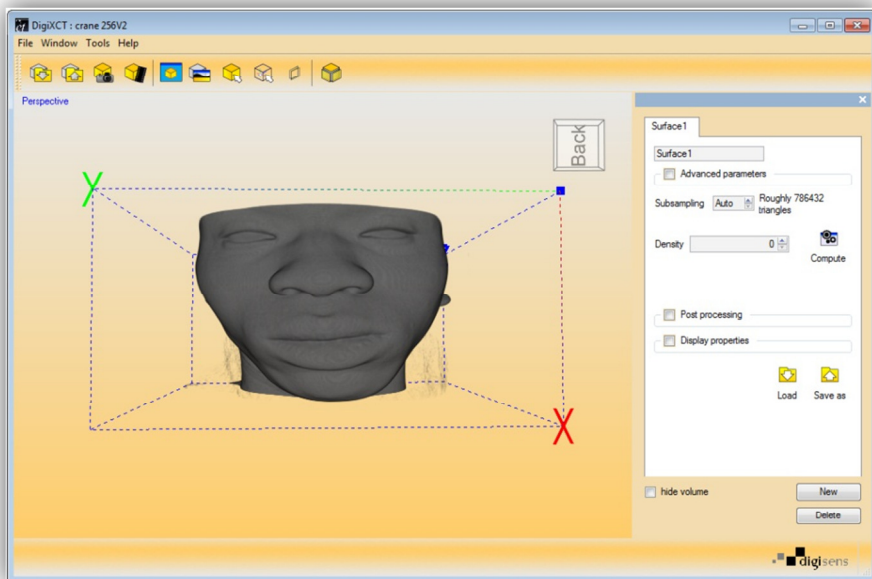 DigiXCT : crane 256V2
File Window Tools Help
Perspective
Back
Y
X
Surface1
Surface1
Advanced parameters
Subsampling Auto Roughly 786432
triangles
Density 0
Compute
Post processing
Display properties
Load Save as
hide volume New
Delete
digisens